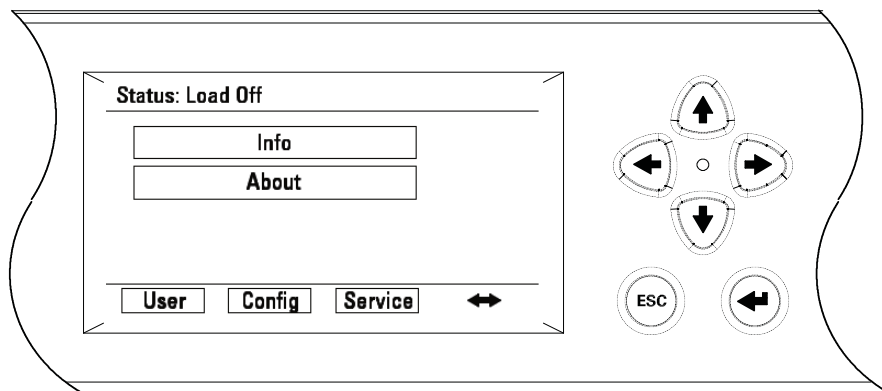 Status: Load Off
Info
About
User Config Service
ESC